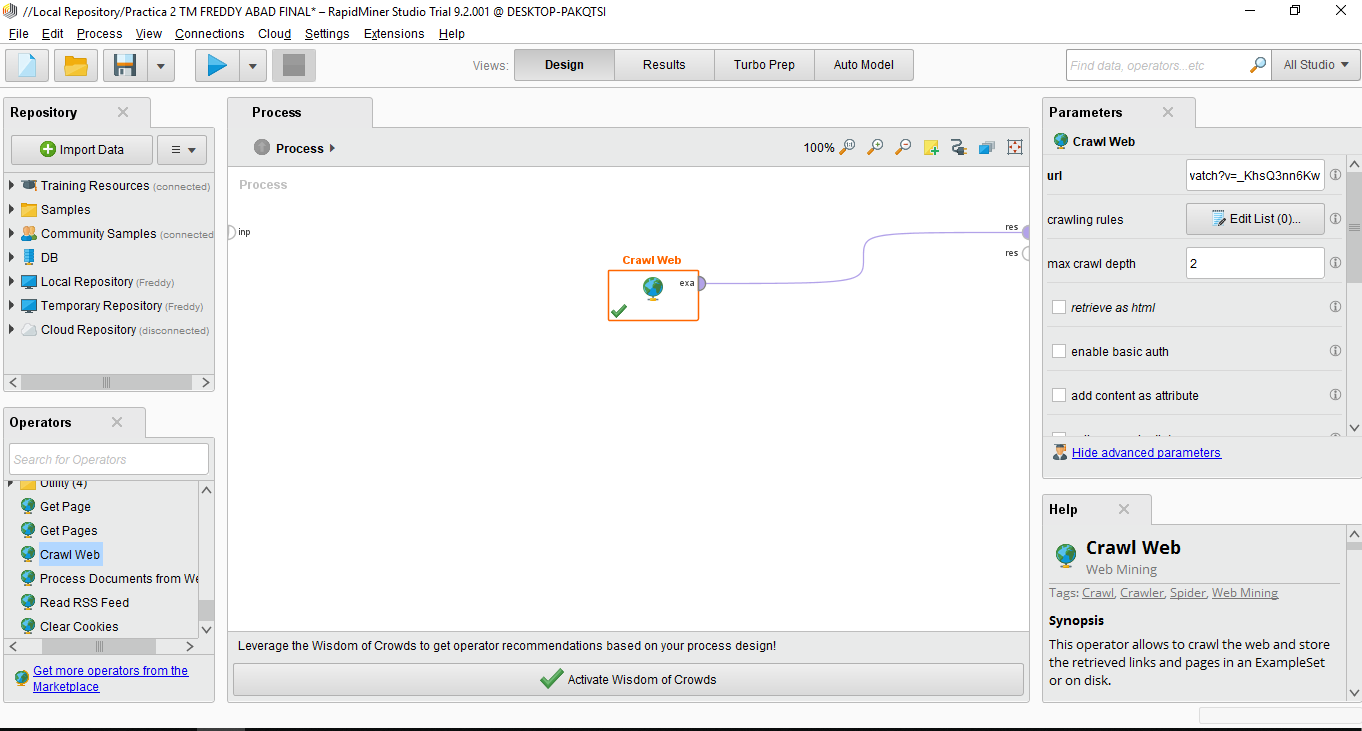 //Local Repository/Practica 2 TM FREDDY ABAD FINAL* – RapidMiner Studio Trial 9.2.001 @ DESKTOP-PAKQTSI
File Edit Process View Connections Cloud Settings Extensions Help
Views: Design Results Turbo Prep Auto Model
Find data, operators...etc
All Studio
Repository
Import Data
Training Resources (connected)
Samples
Community Samples (connected
DB
Local Repository (Freddy)
Temporary Repository (Freddy)
Cloud Repository (disconnected)
Operators
Search for Operators
Utility (4)
Get Page
Get Pages
Crawl Web
Process Documents from We
Read RSS Feed
Clear Cookies
Get more operators from the
Marketplace
Process
Process
100%
Process
inp
res
res
Crawl Web
exa
Leverage the Wisdom of Crowds to get operator recommendations based on your process design!
Activate Wisdom of Crowds
Parameters
Crawl Web
url vatch?v=_KhsQ3nn6Kw
crawling rules Edit List (0)...
max crawl depth 2
retrieve as html
enable basic auth
add content as attribute
Hide advanced parameters
Help
Crawl Web
Web Mining
Tags: Crawl, Crawler, Spider, Web Mining
Synopsis
This operator allows to crawl the web and store
the retrieved links and pages in an ExampleSet
or on disk.